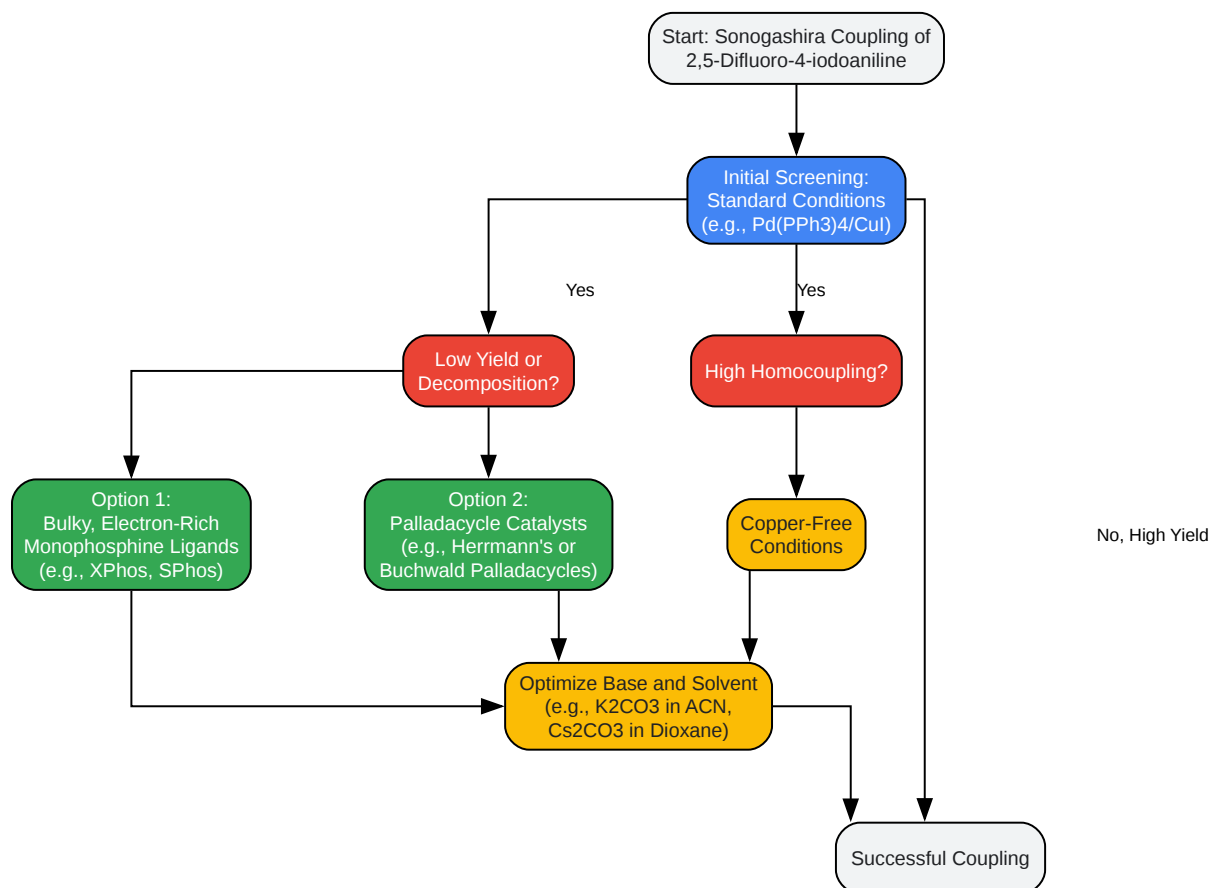 Start: Sonogashira Coupling of
2,5-Difluoro-4-iodoaniline
Initial Screening:
Standard Conditions
(e.g., Pd(PPh3)4/CuI)
Yes
Yes
Low Yield or
Decomposition?
High Homocoupling?
Option 1:
Bulky, Electron-Rich
Monophosphine Ligands
(e.g., XPhos, SPhos)
Option 2:
Palladacycle Catalysts
(e.g., Herrmann's or
Buchwald Palladacycles)
Copper-Free
Conditions
No, High Yield
Optimize Base and Solvent
(e.g., K2CO3 in ACN,
Cs2CO3 in Dioxane)
Successful Coupling